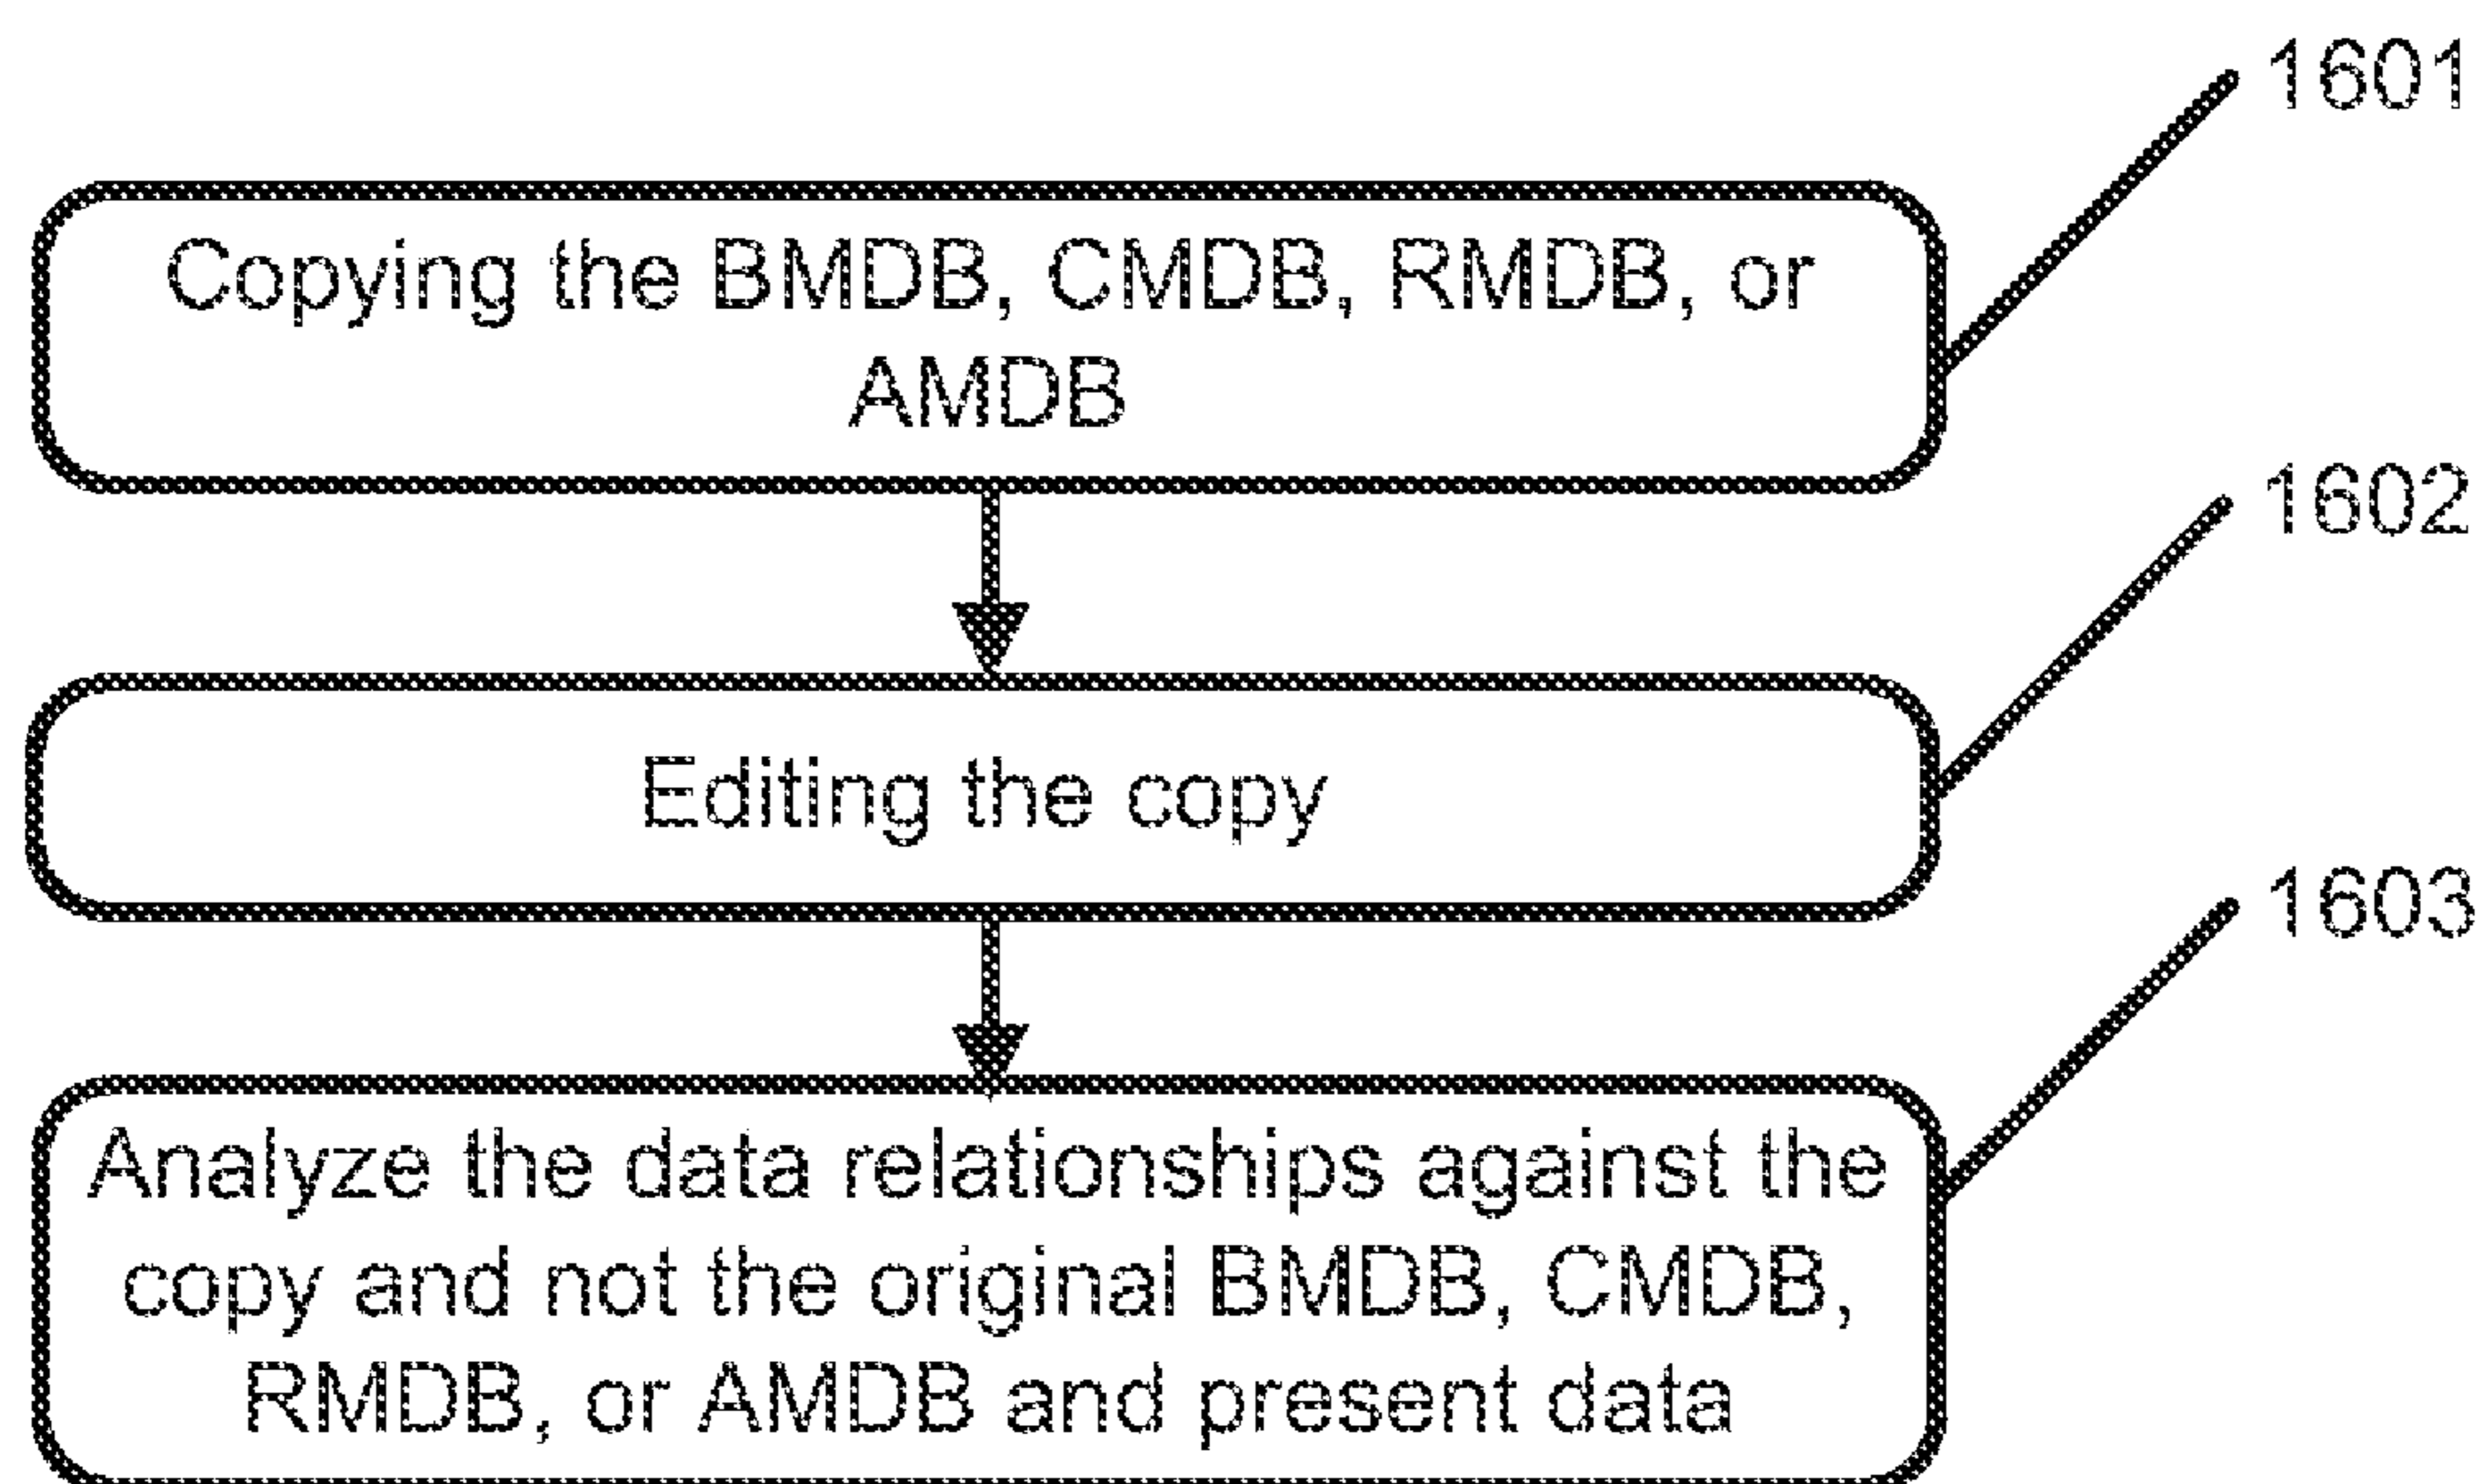 1601
Copying the BMDB, CMDB, RMDB, or
AMDB
1602
Editing the copy
1603
Analyze the data relationships against the
copy and not the original BMDB, CMDB,
RMDB, or AMDB and present data